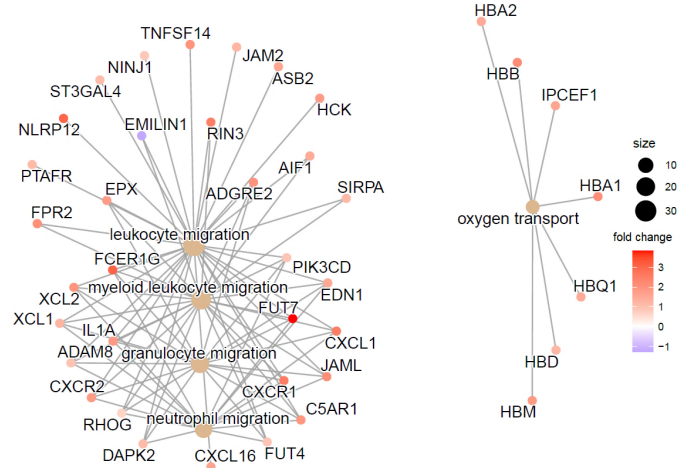 HBA2
TNFSF14
NINJ1
JAM2
HBB
ASB2
ST3GAL4
IPCEF1
HCK
NLRP12
EMILIN1
RIN3
size
10
PTAFR
AIF1
EPX
ADGRE2
SIRPA
HBA1
20
FPR2
30
leukocyte migration
oxygen transport
fold change
FCER1G
PIK3CD
3
XCL2
myeloid leukocyte migration
EDN1
HBQ1
2
XCL1
IL1A
FUT7
1
CXCL1
0
ADAM8
granulocyte migration
JAML
HBD
−1
CXCR2
CXCR1
C5AR1
HBM
RHOG
neutrophil migration
DAPK2
CXCL16
FUT4